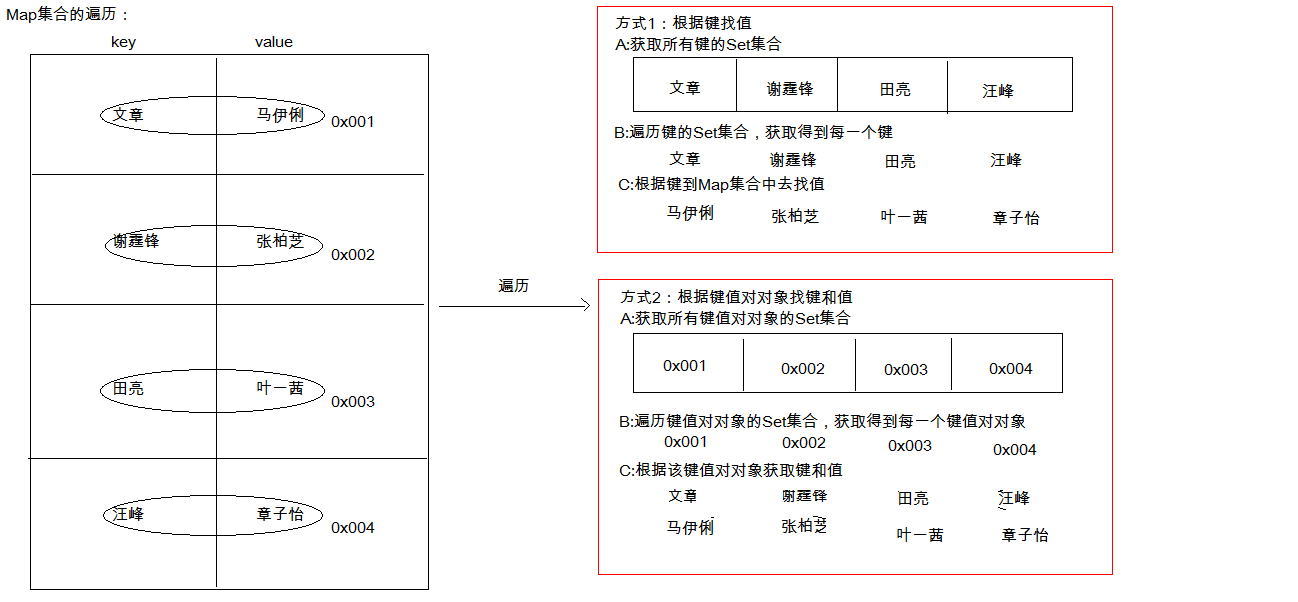 Map集合的遍历：
key value
文章 马伊俐 0x001
谢霆锋 张柏芝 0x002
田亮 叶一茜 0x003
汪峰 章子怡 0x004
遍历
方式1：根据键找值
A:获取所有键的Set集合
文章 谢霆锋 田亮 汪峰
B:遍历键的Set集合，获取得到每一个键
文章 谢霆锋 田亮 汪峰
C:根据键到Map集合中去找值
马伊俐 张柏芝 叶一茜 章子怡
方式2：根据键值对对象找键和值
A:获取所有键值对对象的Set集合
0x001 0x002 0x003 0x004
B:遍历键值对对象的Set集合，获取得到每一个键值对对象
0x001 0x002 0x003 0x004
C:根据该键值对对象获取键和值
文章 谢霆锋 田亮 汪峰
马伊俐 张柏芝 叶一茜 章子怡